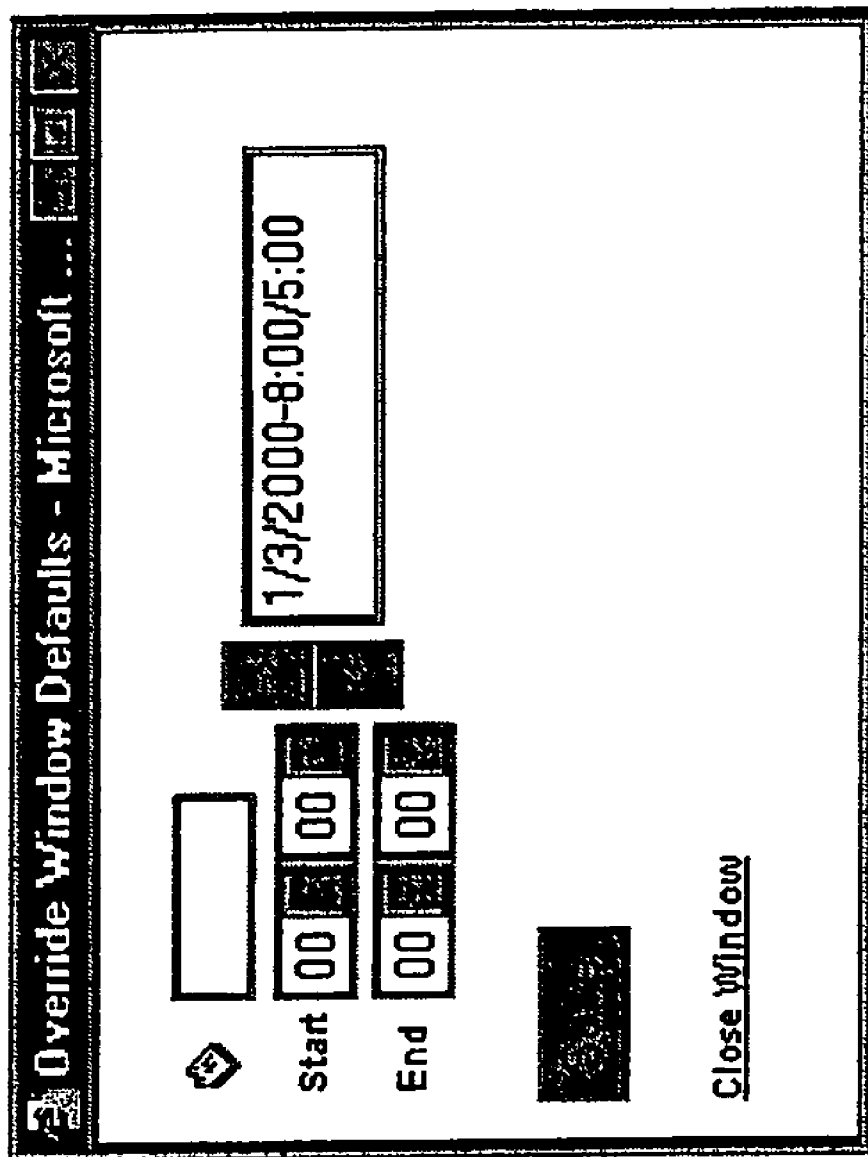 Override Window Defaults - Microsoft ...
Start 00 00
End 00 00
1/3/2000-8:00/5:00
Close Window